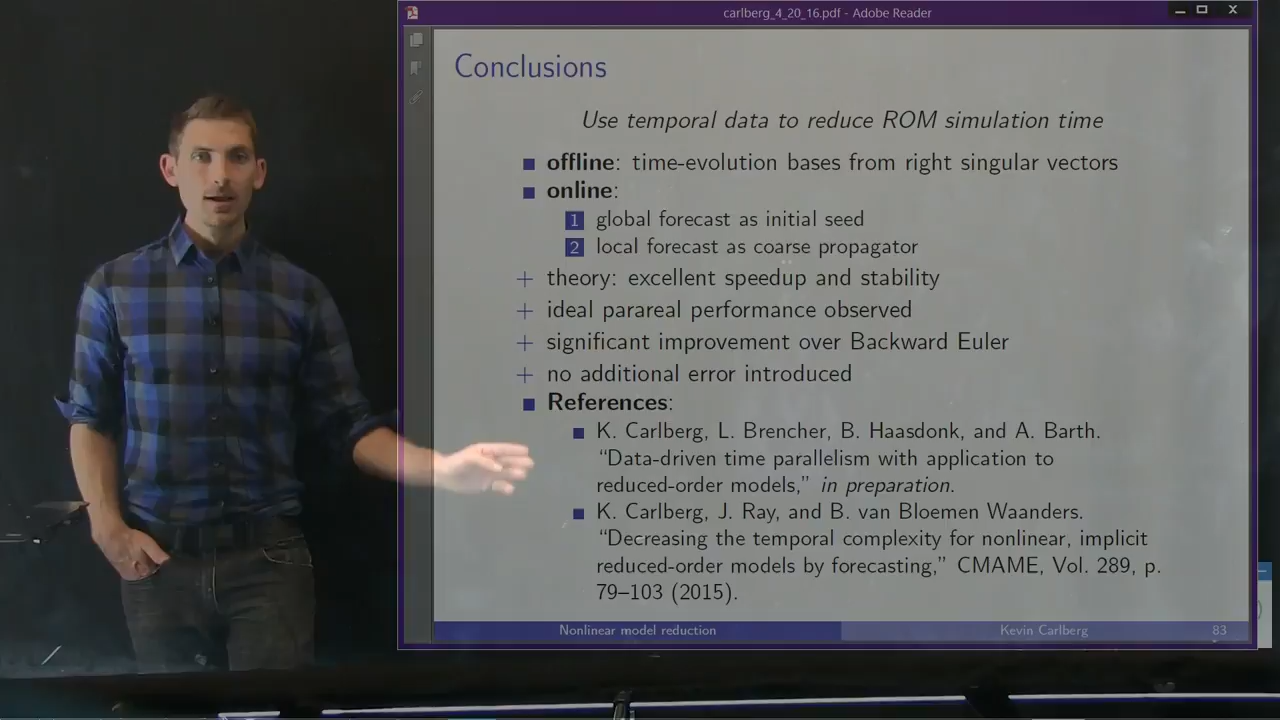 carlberg_4_20_16.pdf - Adobe Reader
Conclusions
Use temporal data to reduce ROM simulation time
offline: time-evolution bases from right singular vectors
online:
1 global forecast as initial seed
2 local forecast as coarse propagator
+ theory: excellent speedup and stability
+ ideal parareal performance observed
+ significant improvement over Backward Euler
+ no additional error introduced
References:
K. Carlberg, L. Brencher, B. Haasdonk, and A. Barth.
“Data-driven time parallelism with application to
reduced-order models,” in preparation.
K. Carlberg, J. Ray, and B. van Bloemen Waanders.
“Decreasing the temporal complexity for nonlinear, implicit
reduced-order models by forecasting,” CMAME, Vol. 289, p.
79–103 (2015).
Nonlinear model reduction Kevin Carlberg 83